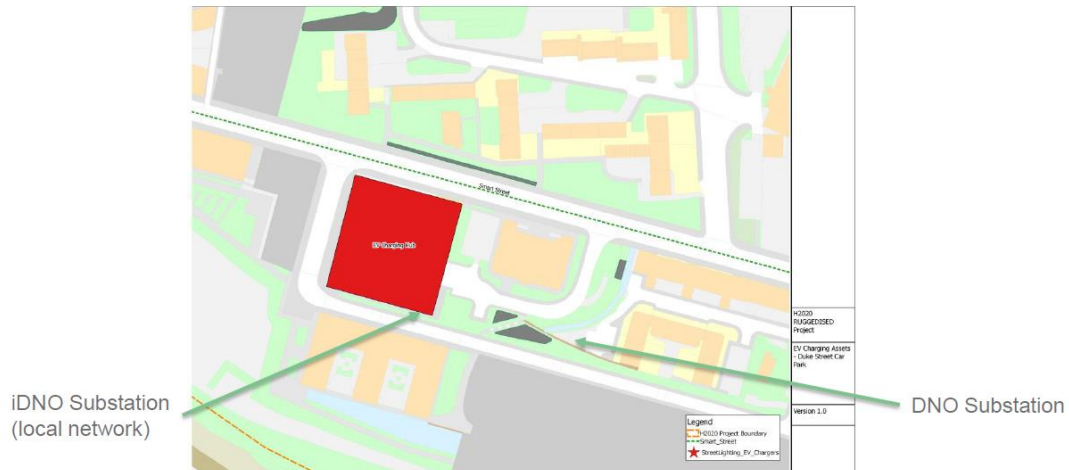 Smart Street
EV Charging Hub
H2020
RUGGEDISED
Project
EV Charging Assets
- Duke Street Car
Park
Version 1.0
iDNO Substation
(local network)
DNO Substation
Legend
H2020 Project Boundary
Smart_Street
StreetLighting_EV_Chargers